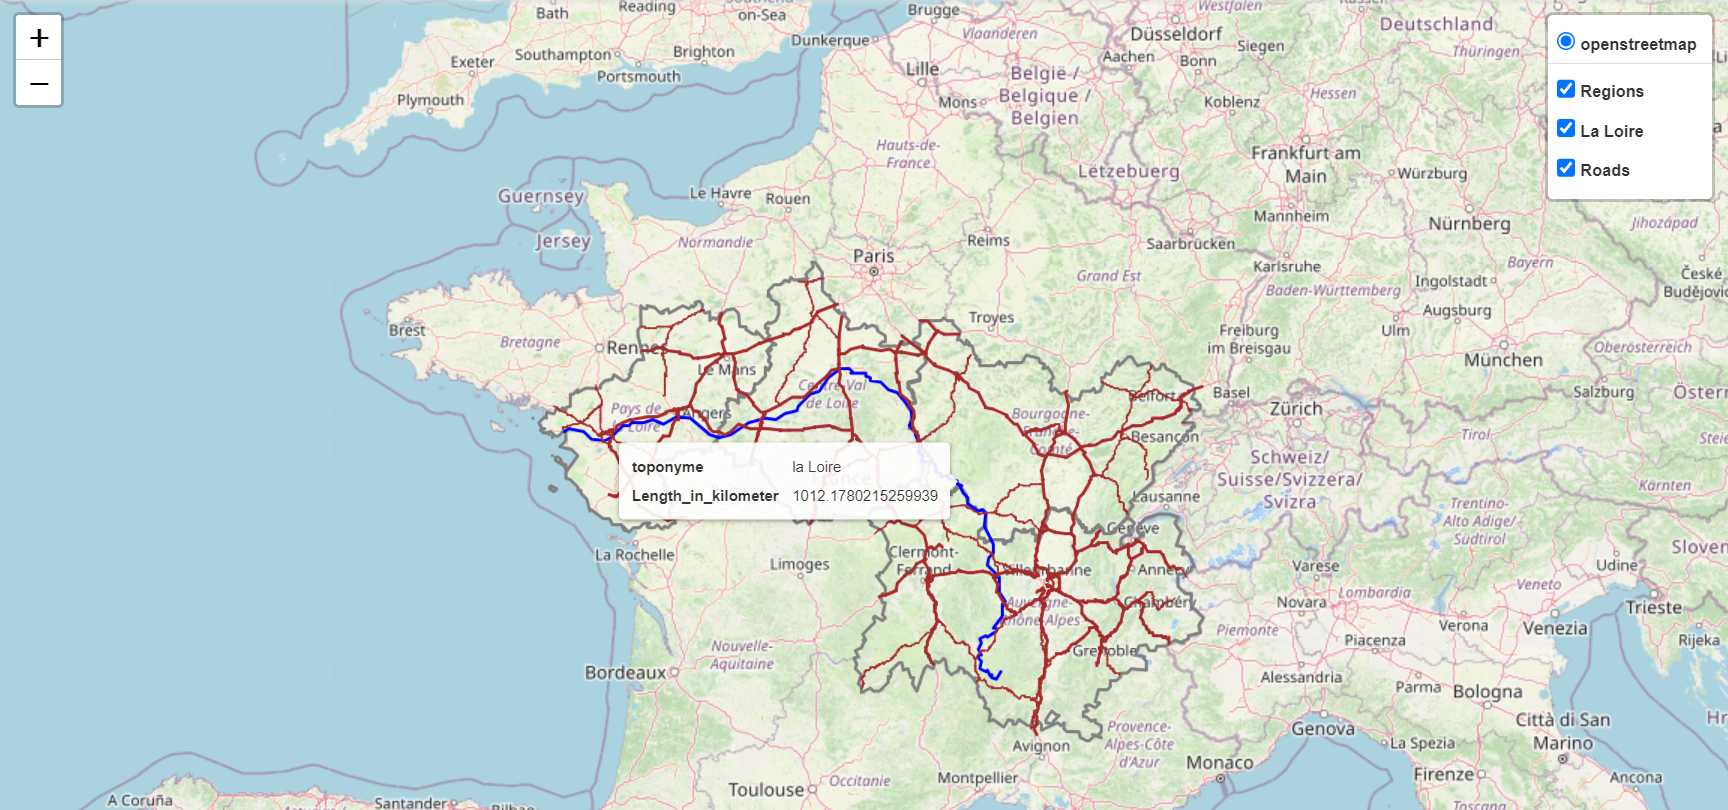 +
−
openstreetmap
Regions
La Loire
Roads
toponyme la Loire
Length_in_kilometer 1012.1780215259939
Bath
Reading
on-Sea
Brugge
Westfalen
Deutschland
Dunkerque
Vlaanderen
Düsseldorf
Siegen
Thüringen
Southampton
Brighton
Exeter
Portsmouth
Plymouth
Lille
Aachen
Bonn
België /
Belgique /
Belgien
Mons
Koblenz
Hessen
Hauts-de-
France
Lëtzebuerg
Frankfurt am
Main
Würzburg
Le Havre
Rouen
Guernsey
Jersey
Normandie
Reims
Saarbrücken
Mannheim
Nürnberg
Jihozápad
Paris
Grand Est
Karlsruhe
Baden-Württemberg
Bayern
Ingolstadt
České
Budějovic
Troyes
Augsburg
Brest
Bretagne
Rennes
Freiburg
im Breisgau
Ulm
München
Oberösterreich
Le Mans
Centre-Val
de Loire
Belfort
Basel
Zürich
Salzburg
Österr
Pays de
la Loire
Angers
Bourgogne-
Franche-
Comté
Besançon
Tirol
Steie
Schweiz/
Suisse/Svizzera/
Svizra
Kärnten
France
Lausanne
Trentino-
Alto Adige/
Südtirol
Genève
La Rochelle
Limoges
Clermont-
Ferrand
Villeurbanne
Annecy
Varese
Udine
Sloven
Lombardia
Veneto
Auvergne-
Rhône-Alpes
Chambéry
Novara
Trieste
Piemonte
Verona
Venezia
Piacenza
Rijeka
Nouvelle-
Aquitaine
Grenoble
Bordeaux
Alessandria
Parma
Bologna
Avignon
Provence-
Alpes-Côte
d'Azur
Genova
Città di San
Marino
La Spezia
Monaco
Montpellier
Occitanie
Toulouse
Firenze
Ancona
A Coruña
Santander
Bilbao
Toscana